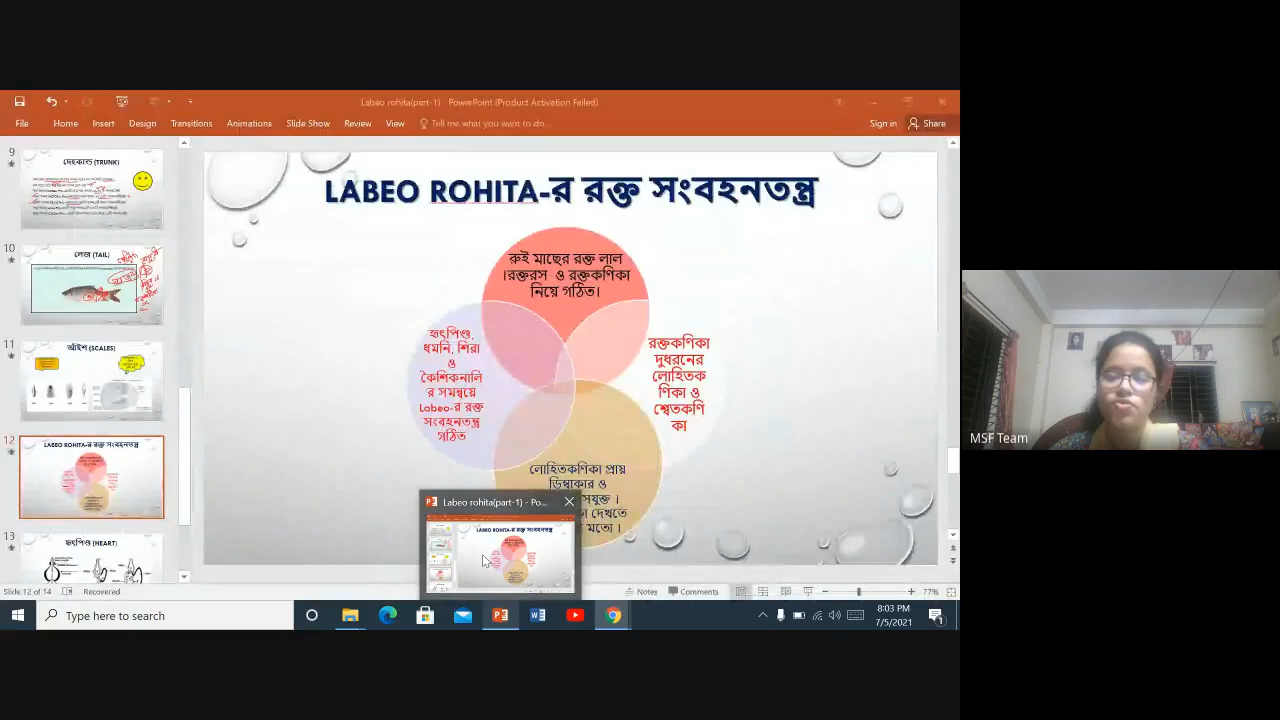 Labeo rohita(part-1) - PowerPoint (Product Activation Failed)
File Home Insert Design Transitions Animations Slide Show Review View Tell me what you want to do... Sign in Share
9
দেহকান্ড (TRUNK)
10
লেজ (TAIL)
11
আঁইশ (SCALES)
12
LABEO ROHITA-র রক্ত সংবহনতন্ত্র
13
হৃৎপিণ্ড (HEART)
LABEO ROHITA-র রক্ত সংবহনতন্ত্র
রুই মাছের রক্ত লাল
।রক্তরস ও রক্তকণিকা
নিয়ে গঠিত।
হৃৎপিণ্ড,
ধমনি, শিরা
ও
কৈশিকনালি
র সমন্বয়ে
Labeo-র রক্ত
সংবহনতন্ত্র
গঠিত
রক্তকণিকা
দুধরনের
লোহিতক
ণিকা ও
শ্বেতকণি
কা
লোহিতকণিকা প্রায়
ডিম্বাকার ও
সযুক্ত ।
কা দেখতে
মতো ।
Labeo rohita(part-1) - Po...
LABEO ROHITA-র রক্ত সংবহনতন্ত্র
MSF Team
Slide 12 of 14 Recovered Notes Comments 77%
Type here to search
8:03 PM
7/5/2021